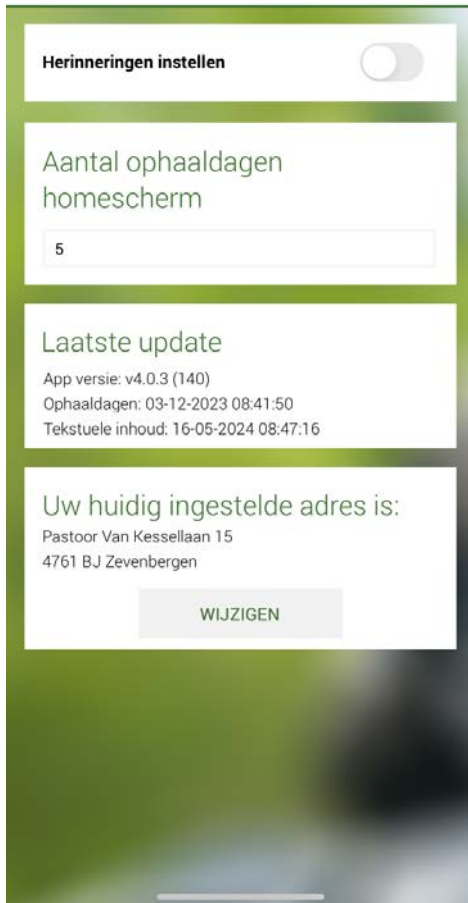 Herinneringen instellen
Aantal ophaaldagen
homescherm
5
Laatste update
App versie: v4.0.3 (140)
Ophaaldagen: 03-12-2023 08:41:50
Tekstuele inhoud: 16-05-2024 08:47:16
Uw huidig ingestelde adres is:
Pastoor Van Kessellaan 15
4761 BJ Zevenbergen
WIJZIGEN